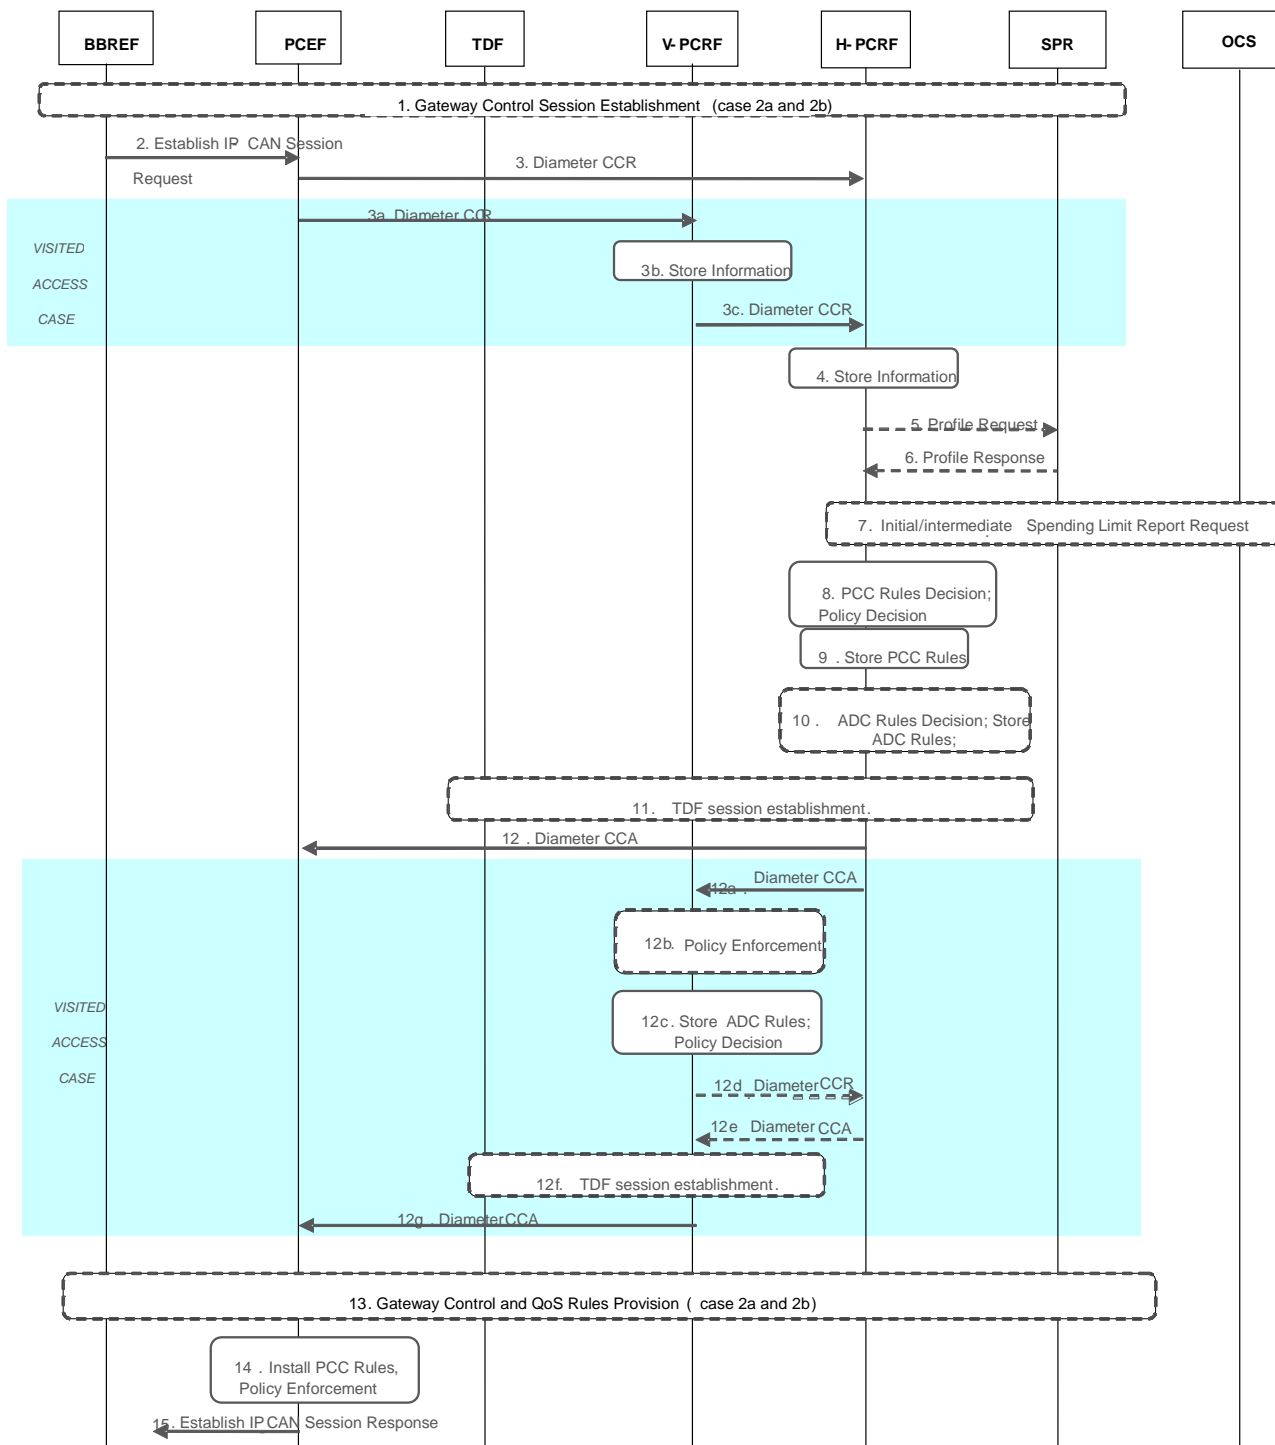 BBREF
PCEF
TDF
V-PCRF
H-PCRF
SPR
OCS
1. Gateway Control Session Establishment (case 2a and 2b)
2. Establish IP CAN Session
Request
3. Diameter CCR
3a. Diameter CCR
VISITED
ACCESS
CASE
3b. Store Information
3c. Diameter CCR
4. Store Information
5. Profile Request
6. Profile Response
7. Initial/intermediate Spending Limit Report Request
8. PCC Rules Decision;
Policy Decision
9 . Store PCC Rules
10 . ADC Rules Decision; Store
ADC Rules;
11. TDF session establishment.
12 . Diameter CCA
Diameter CCA
12a .
12b. Policy Enforcement
VISITED
ACCESS
CASE
12c. Store ADC Rules;
Policy Decision
12d Diameter CCR
12e Diameter CCA
12f. TDF session establishment.
12g . Diameter CCA
13. Gateway Control and QoS Rules Provision ( case 2a and 2b)
14 . Install PCC Rules,
Policy Enforcement
15. Establish IP CAN Session Response